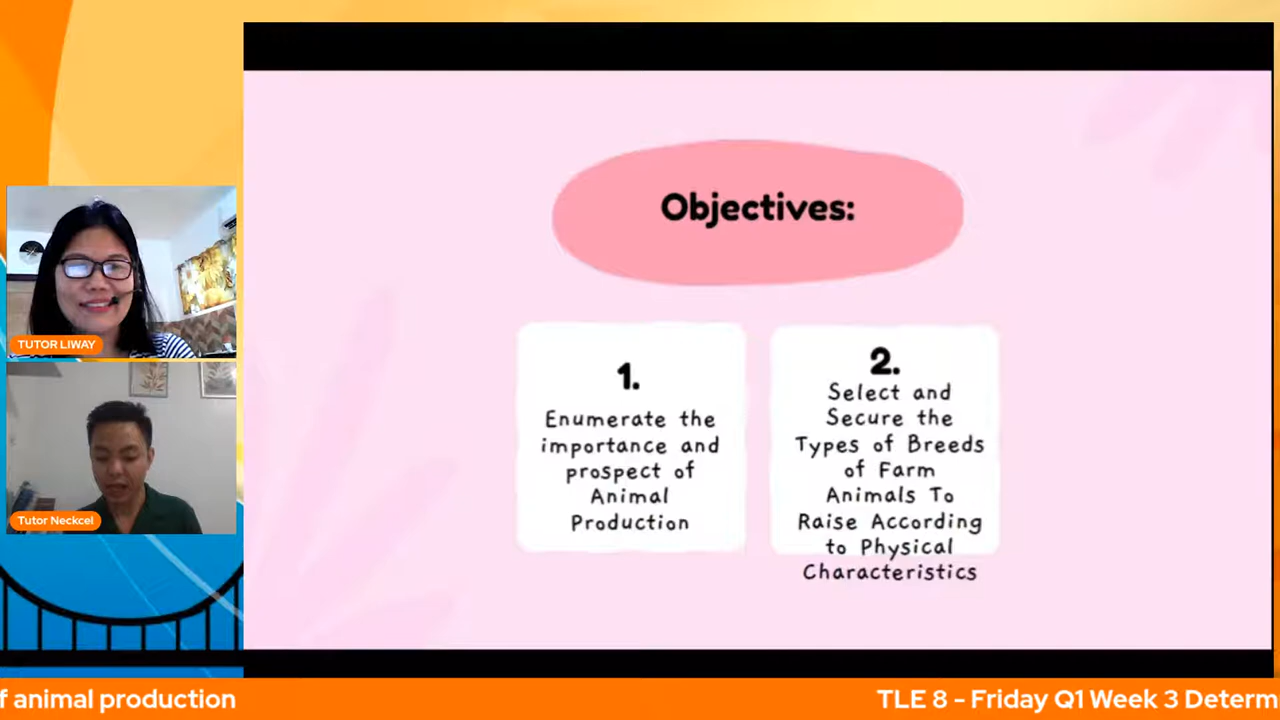 Objectives:
1.
Enumerate the
importance and
prospect of
Animal
Production
2.
Select and
Secure the
Types of Breeds
of Farm
Animals To
Raise According
to Physical
Characteristics
TUTOR LIWAY
Tutor Neckcel
f animal production
TLE 8 - Friday Q1 Week 3 Determ